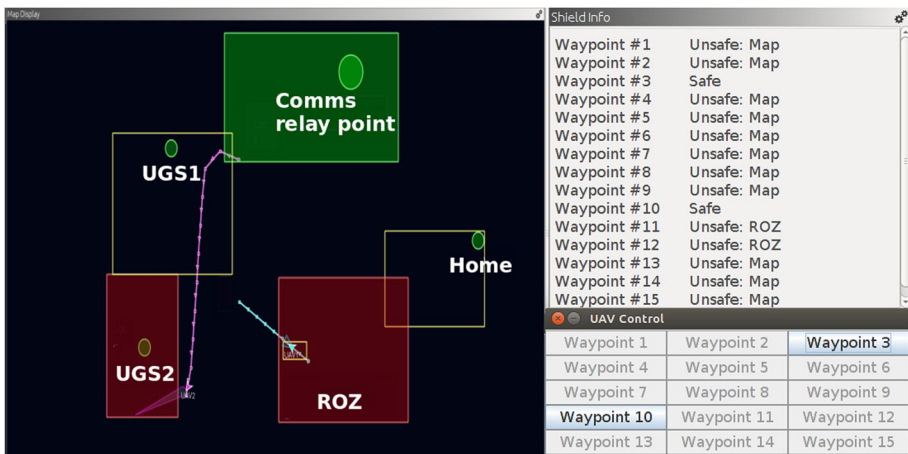 Map Display
Comms
relay point
UGS1
Home
UGS2
UAV2
ROZ
Shield Info
Waypoint #1 Unsafe: Map
Waypoint #2 Unsafe: Map
Waypoint #3 Safe
Waypoint #4 Unsafe: Map
Waypoint #5 Unsafe: Map
Waypoint #6 Unsafe: Map
Waypoint #7 Unsafe: Map
Waypoint #8 Unsafe: Map
Waypoint #9 Unsafe: Map
Waypoint #10 Safe
Waypoint #11 Unsafe: ROZ
Waypoint #12 Unsafe: ROZ
Waypoint #13 Unsafe: Map
Waypoint #14 Unsafe: Map
Waypoint #15 Unsafe: Map
UAV Control
Waypoint 1 Waypoint 2 Waypoint 3
Waypoint 4 Waypoint 5 Waypoint 6
Waypoint 7 Waypoint 8 Waypoint 9
Waypoint 10 Waypoint 11 Waypoint 12
Waypoint 13 Waypoint 14 Waypoint 15